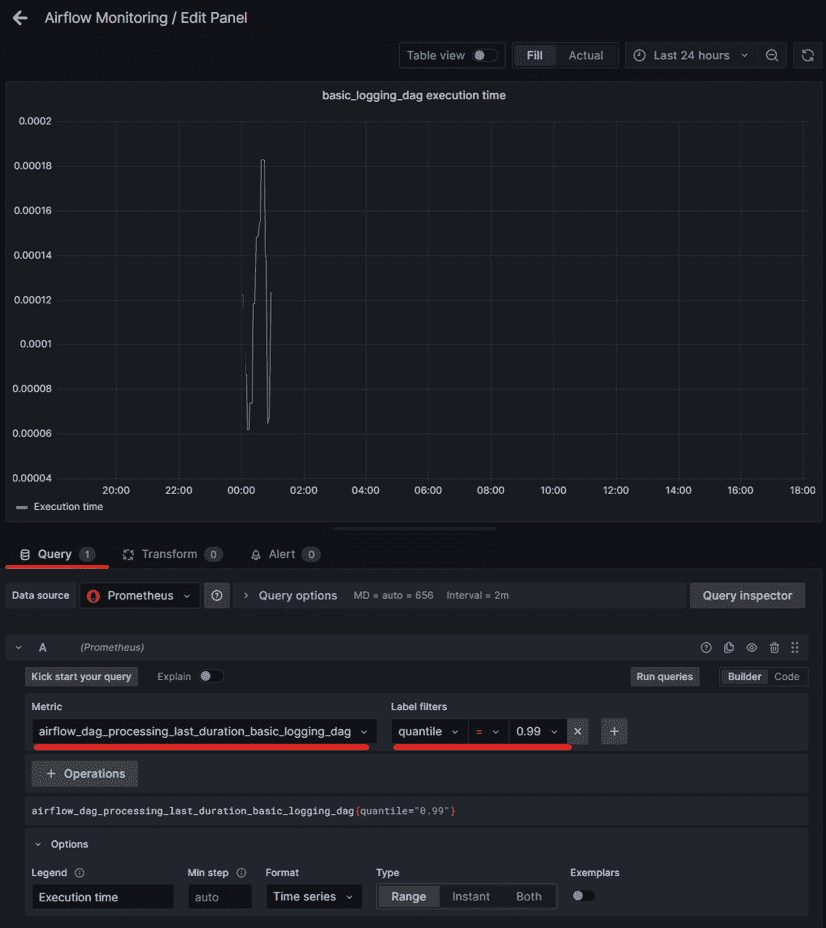 Airflow Monitoring / Edit Panel
Table view Fill Actual Last 24 hours
basic_logging_dag execution time
0.0002
0.00018
0.00016
0.00014
0.00012
0.0001
0.00008
0.00006
0.00004
20:00 22:00 00:00 02:00 04:00 06:00 08:00 10:00 12:00 14:00 16:00 18:00
Execution time
Query 1 Transform 0 Alert 0
Data source Prometheus Query options MD = auto = 656 Interval = 2m Query inspector
A (Prometheus)
Kick start your query Explain Run queries Builder Code
Metric Label filters
airflow_dag_processing_last_duration_basic_logging_dag quantile = 0.99
+ Operations
airflow_dag_processing_last_duration_basic_logging_dag{quantile="0.99"}
Options
Legend Min step Format Type Exemplars
Execution time auto Time series Range Instant Both